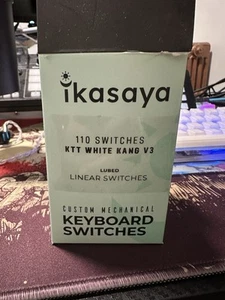 ikasaya
110 SWITCHES
KTT WHITE KANG V3
LUBED
LINEAR SWITCHES
CUSTOM MECHANICAL
KEYBOARD
SWITCHES